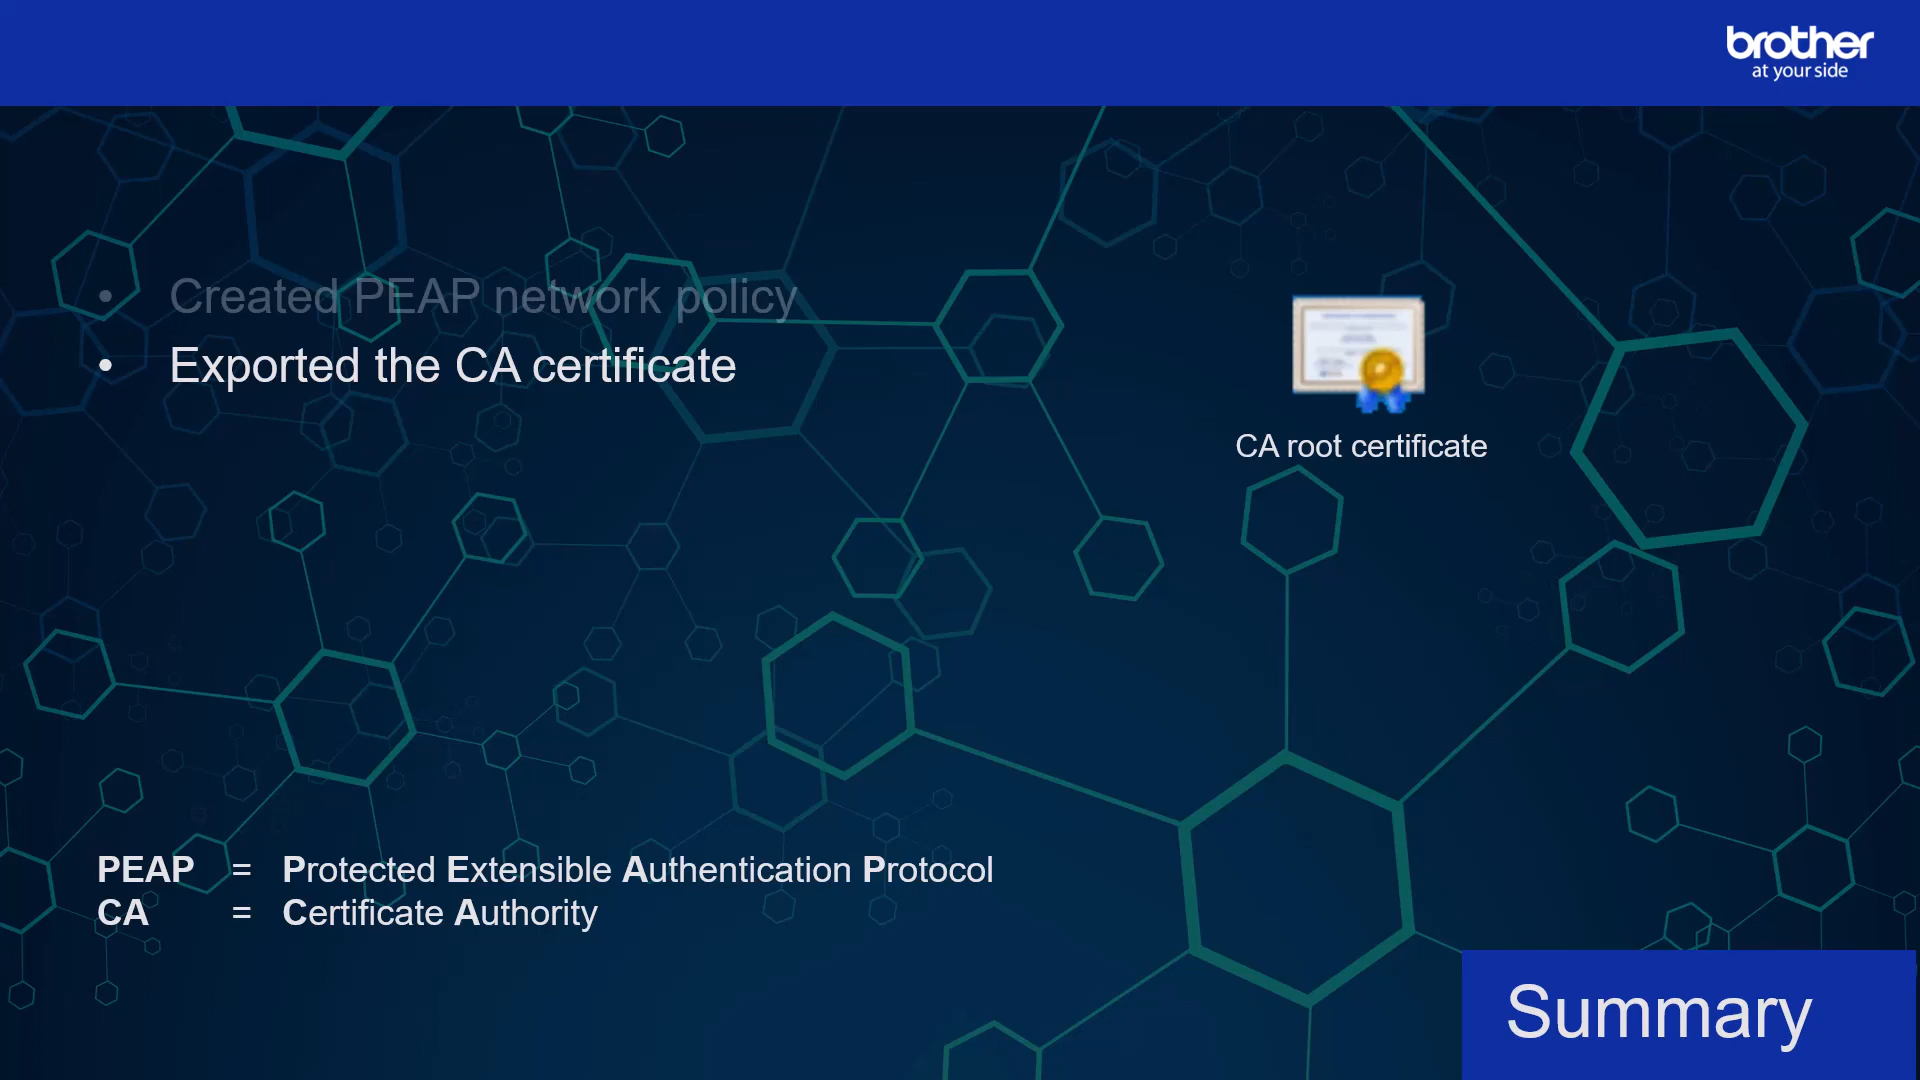 brother
at your side
• Created PEAP network policy
• Exported the CA certificate
CA root certificate
PEAP = Protected Extensible Authentication Protocol
CA = Certificate Authority
Summary